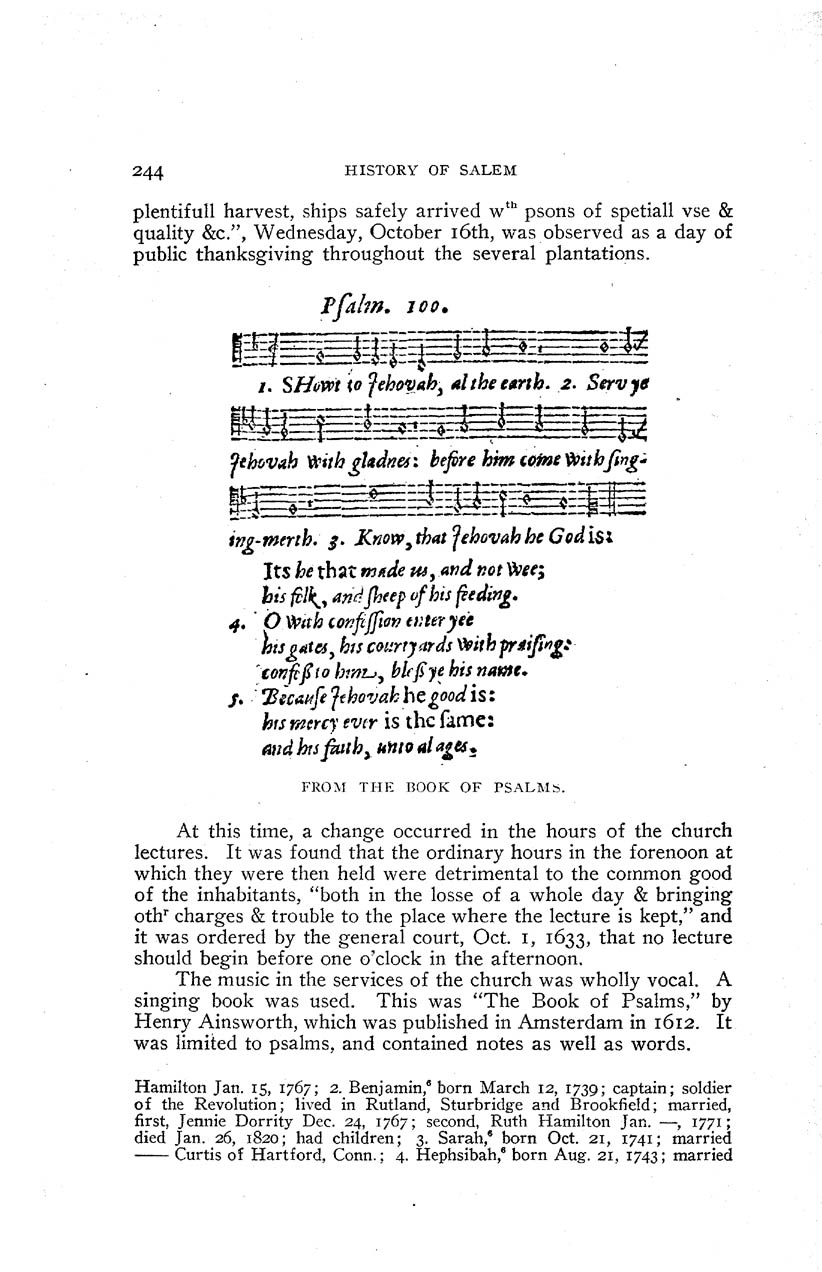 244 HISTORY OF SALEM
plentifull harvest, ships safely arrived wᵗʰ psons of spetiall vse &
quality &c.”, Wednesday, October 16th, was observed as a day of
public thanksgiving throughout the several plantations.
Pſalm. 100.
1. SHowt to Jehovah, al the earth. 2. Serv ye
Jehovah with gladnes: before him come with ſing-
ing-merth. 3. Know, that Jehovah he God is:
Its he that made us, and not wee;
his folk, and ſheep of his feeding.
4. O with confeſſion enter yee
his gates, his courtyards with praiſing:
confeß to him, bleß ye his name.
5. Becauſe Jehovah he good is:
his mercy ever is the ſame:
and his faith, unto al ages.
FROM THE BOOK OF PSALMS.
At this time, a change occurred in the hours of the church
lectures. It was found that the ordinary hours in the forenoon at
which they were then held were detrimental to the common good
of the inhabitants, “both in the losse of a whole day & bringing
othʳ charges & trouble to the place where the lecture is kept,” and
it was ordered by the general court, Oct. 1, 1633, that no lecture
should begin before one o’clock in the afternoon.
The music in the services of the church was wholly vocal. A
singing book was used. This was “The Book of Psalms,” by
Henry Ainsworth, which was published in Amsterdam in 1612. It
was limited to psalms, and contained notes as well as words.
Hamilton Jan. 15, 1767; 2. Benjamin,⁶ born March 12, 1739; captain; soldier
of the Revolution; lived in Rutland, Sturbridge and Brookfield; married,
first, Jennie Dorrity Dec. 24, 1767; second, Ruth Hamilton Jan. —, 1771;
died Jan. 26, 1820; had children; 3. Sarah,⁶ born Oct. 21, 1741; married
—— Curtis of Hartford, Conn.; 4. Hephsibah,⁶ born Aug. 21, 1743; married